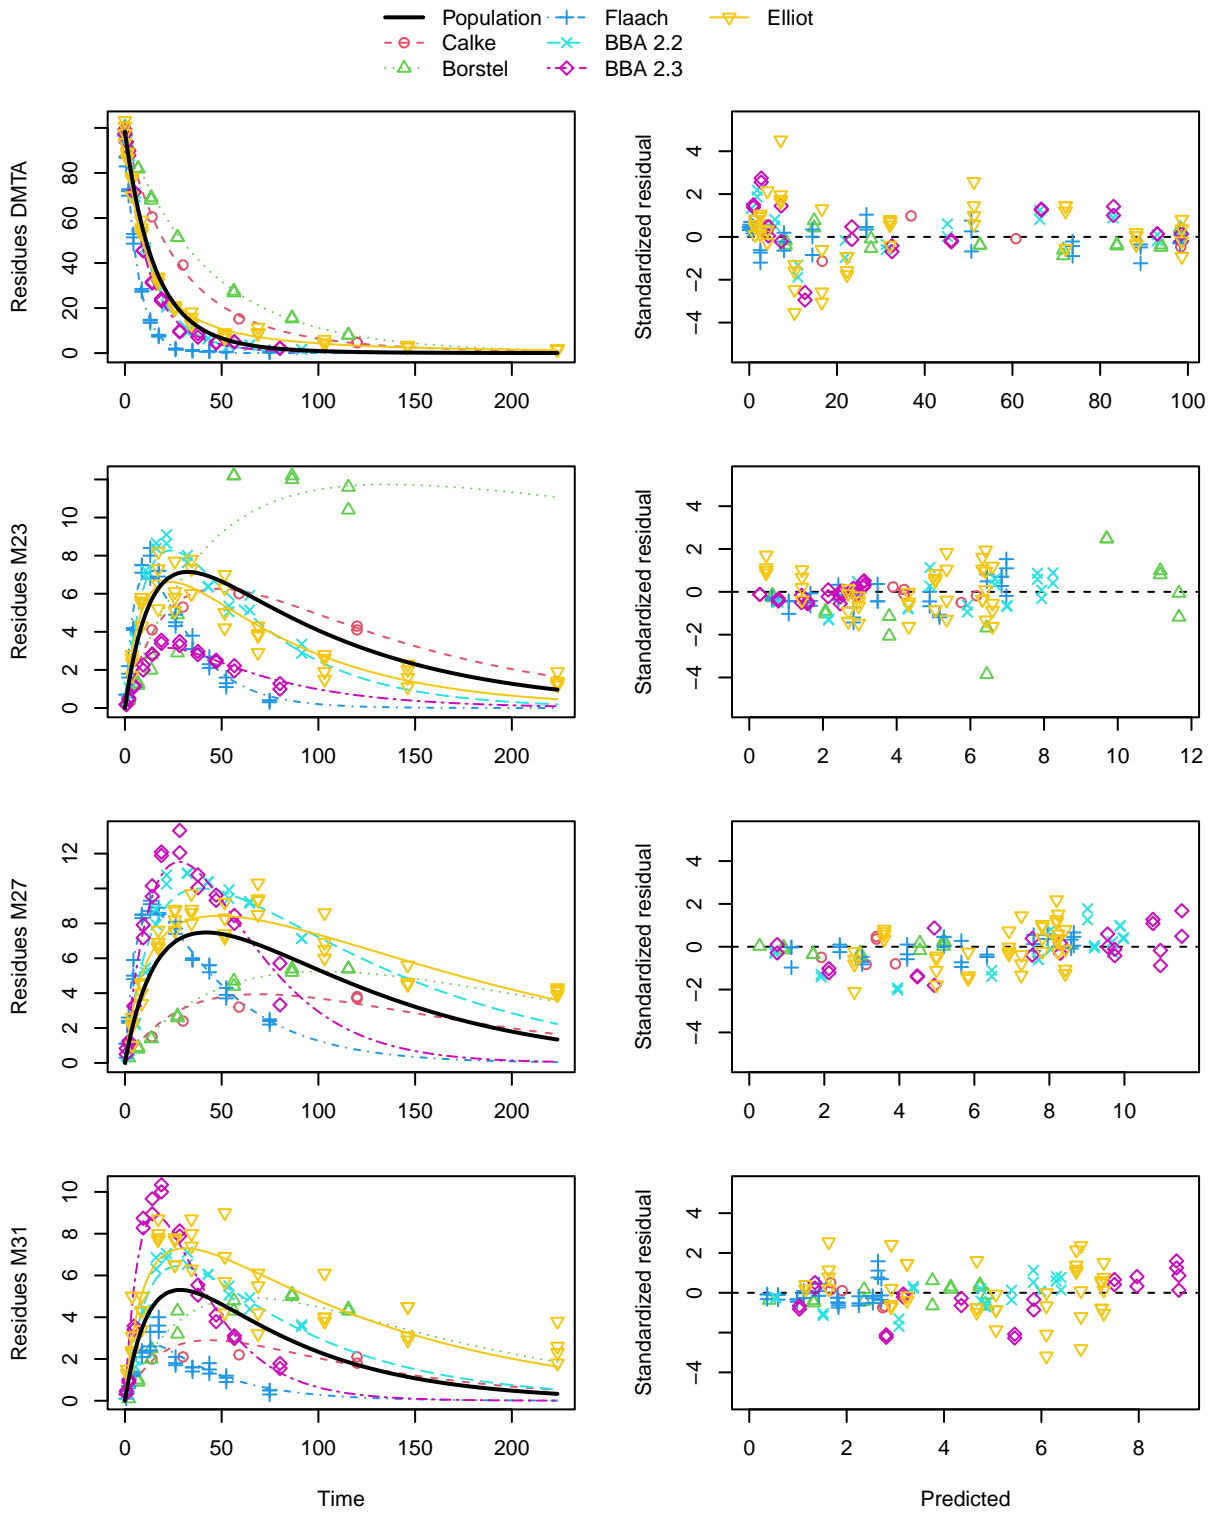 Population Flaach Elliot
Calke BBA 2.2
Borstel BBA 2.3
Residues DMTA
0 20 40 60 80
0 50 100 150 200
Standardized residual
−4 −2 0 2 4
0 20 40 60 80 100
Residues M23
0 2 4 6 8 10
0 50 100 150 200
Standardized residual
−4 −2 0 2 4
0 2 4 6 8 10 12
Residues M27
0 2 4 6 8 12
0 50 100 150 200
Standardized residual
−4 −2 0 2 4
0 2 4 6 8 10
Residues M31
0 2 4 6 8 10
0 50 100 150 200
Standardized residual
−4 0 2 4
0 2 4 6 8
Time
Predicted